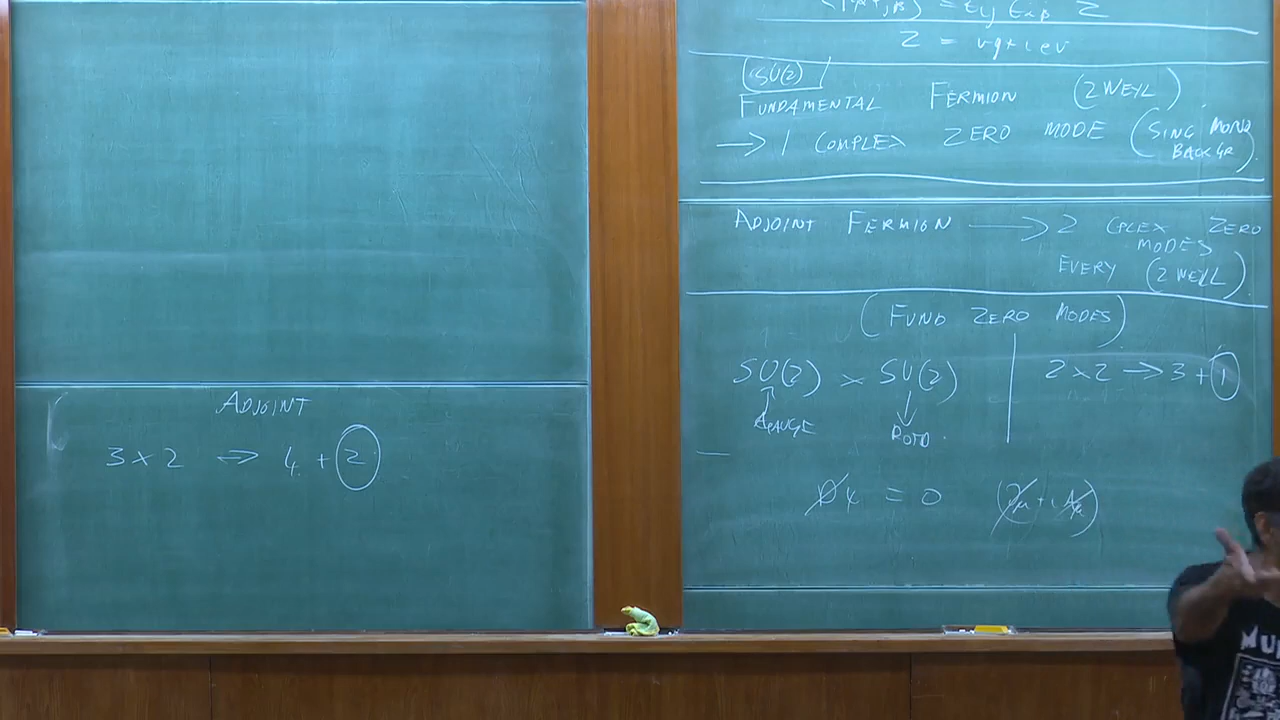 ADJOINT
3 × 2 ⇔ 4 + 2
Z =
SU(2)
FUNDAMENTAL FERMION (2 WEYL)
→ 1 COMPLEX ZERO MODE (SING MONO BACKGR)
ADJOINT FERMION → 2 CPLEX ZERO MODES
EVERY (2 WEYL)
(FUND ZERO MODES)
SU(2) × SU(2) | 2 × 2 → 3 + 1
GAUGE ROTO
D̸ψ = 0
MU